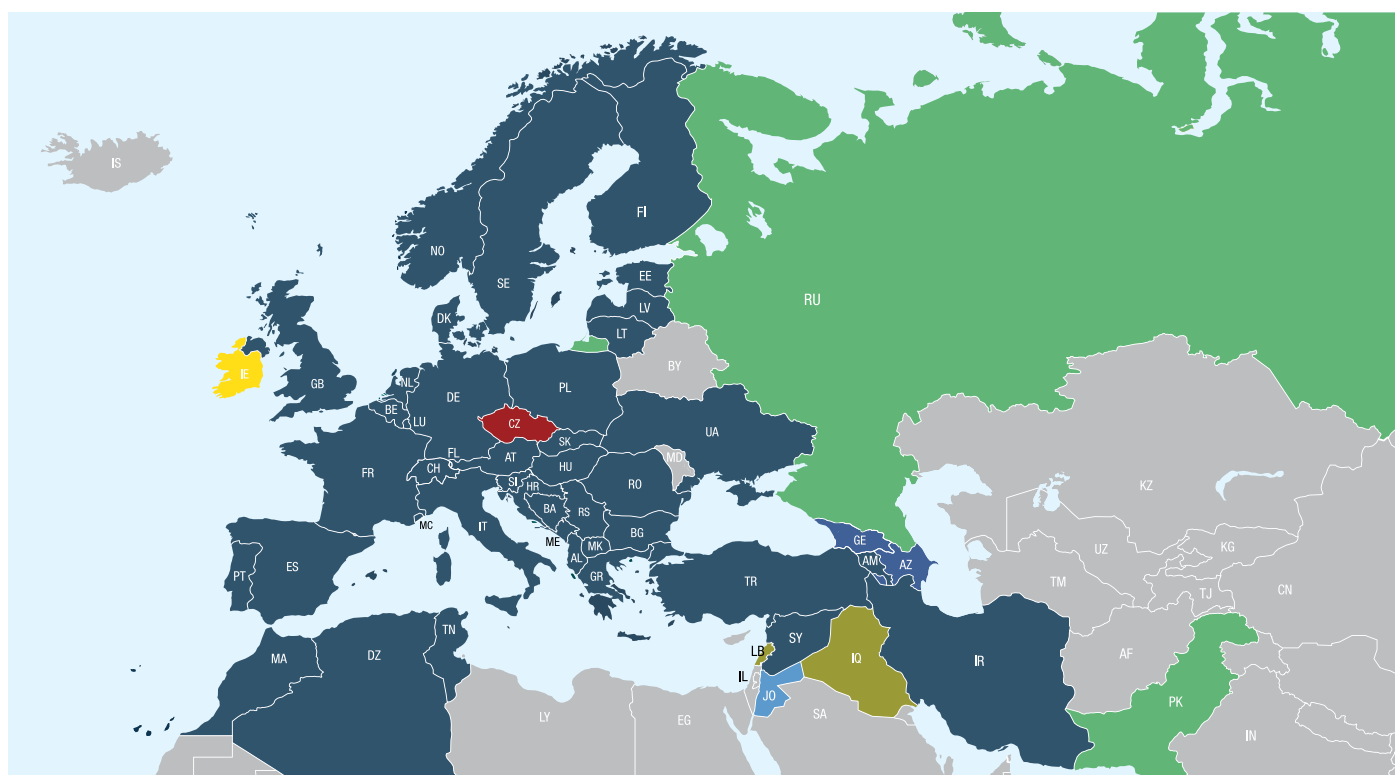 IS
FI
NO
SE
EE
RU
LV
DK
LT
BY
IE
GB
NL
DE
PL
BE
LU
CZ
UA
SK
FL
AT
MD
CH
HU
FR
SI
HR
RO
KZ
BA
RS
MC
IT
ME
BG
GE
MK
AL
AM
AZ
UZ
KG
PT
ES
GR
TR
TM
TJ
CN
TN
MA
DZ
SY
LB
IQ
IR
AF
IL
JO
PK
LY
EG
SA
IN